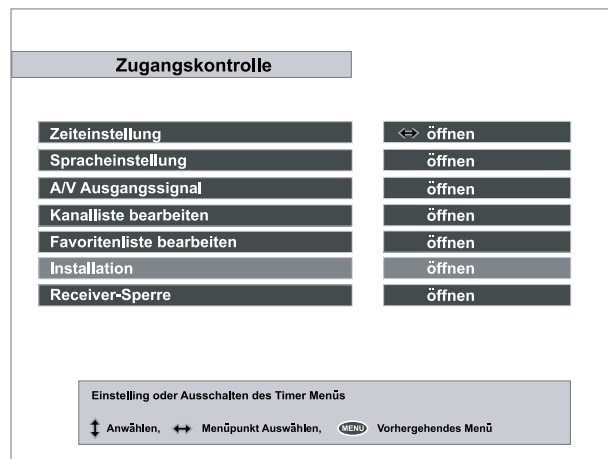 Zugangskontrolle
Zeiteinstellung öffnen
Spracheinstellung öffnen
A/V Ausgangssignal öffnen
Kanalliste bearbeiten öffnen
Favoritenliste bearbeiten öffnen
Installation öffnen
Receiver-Sperre öffnen
Einstelling oder Ausschalten des Timer Menüs
Anwählen, Menüpunkt Auswählen, MENU Vorhergehendes Menü